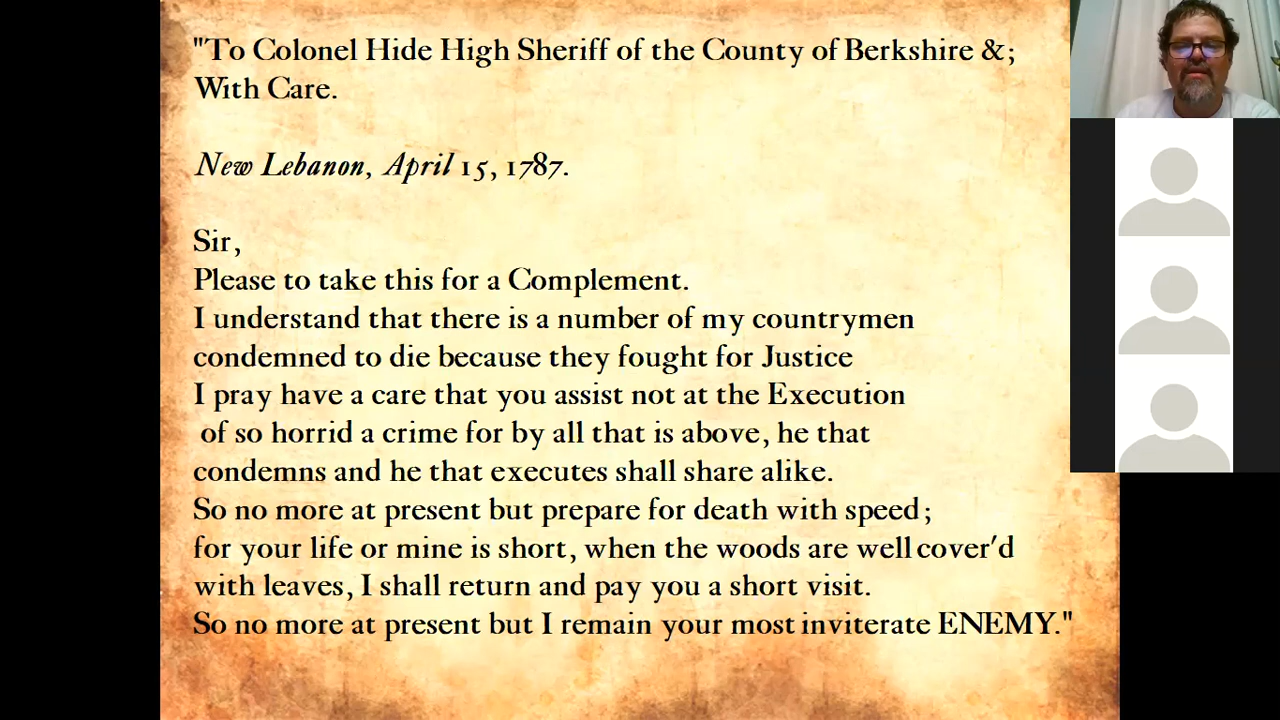 "To Colonel Hide High Sheriff of the County of Berkshire &;
With Care.
New Lebanon, April 15, 1787.
Sir,
Please to take this for a Complement.
I understand that there is a number of my countrymen
condemned to die because they fought for Justice
I pray have a care that you assist not at the Execution
of so horrid a crime for by all that is above, he that
condemns and he that executes shall share alike.
So no more at present but prepare for death with speed;
for your life or mine is short, when the woods are well cover'd
with leaves, I shall return and pay you a short visit.
So no more at present but I remain your most inviterate ENEMY."